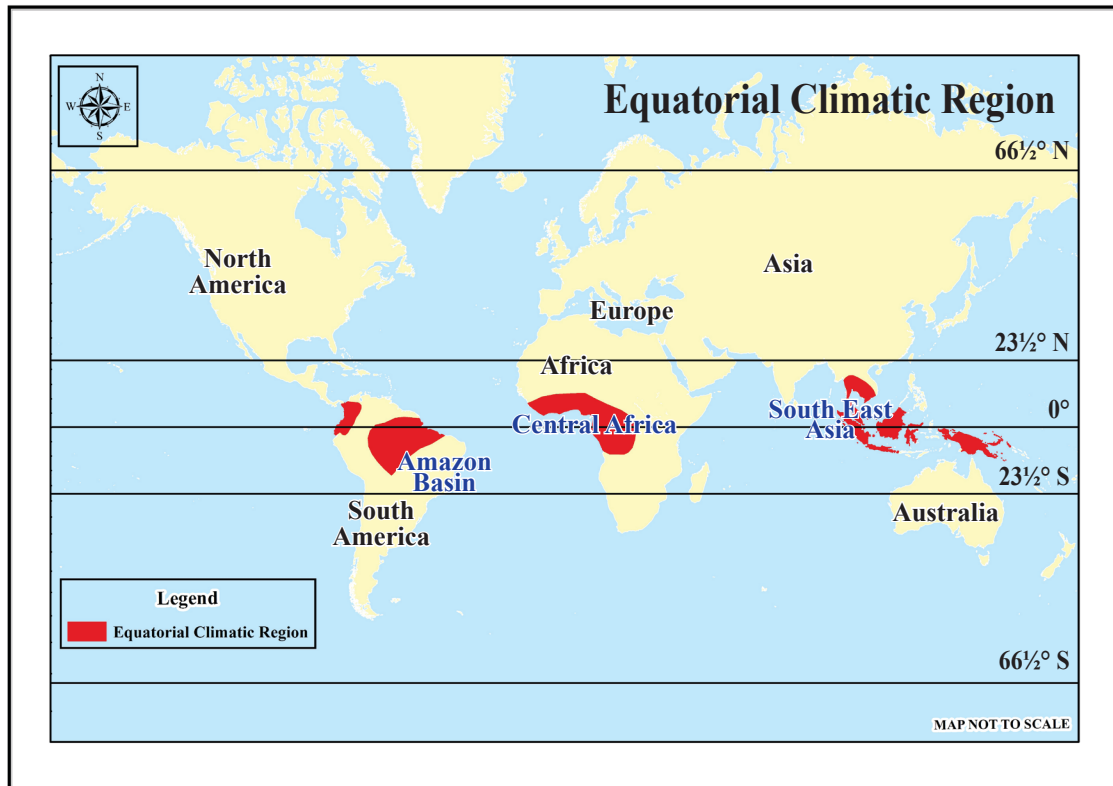 N
W E
S
Equatorial Climatic Region
66½° N
North
America
Asia
Europe
23½° N
Africa
South East
Asia
0°
Central Africa
Amazon
Basin
23½° S
South
America
Australia
Legend
Equatorial Climatic Region
66½° S
MAP NOT TO SCALE